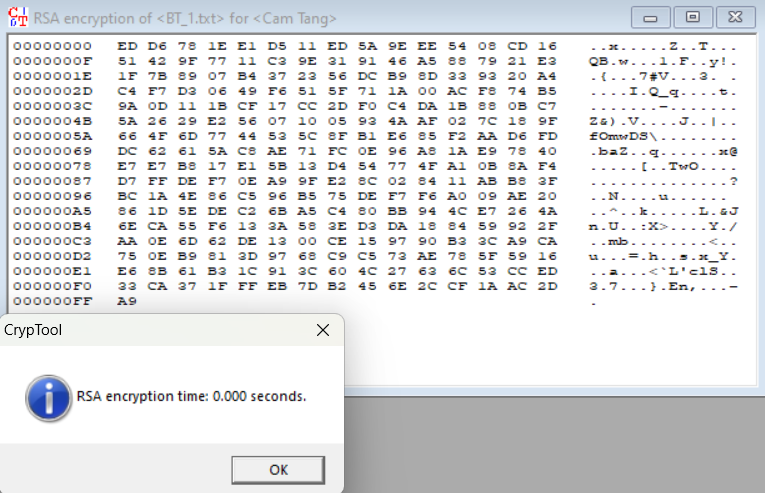 RSA encryption of <BT_1.txt> for <Cam Tang>
00000000 ED D6 78 1E E1 D5 11 ED 5A 9E EE 54 08 CD 16 ..x.....Z..T...
0000000F 51 42 9F 77 11 C3 9E 31 91 46 A5 88 79 21 E3 QB.w...1.F..y!.
0000001E 1F 7B 89 07 B4 37 23 56 DC B9 8D 33 93 20 A4 .{...7#V...3. .
0000002D C4 F7 D3 06 49 F6 51 5F 71 1A 00 AC F8 74 B5 ....I.Q_q....t.
0000003C 9A 0D 11 1B CF 17 CC 2D F0 C4 DA 1B 88 0B C7 .......-.......
0000004B 5A 26 29 E2 56 07 10 05 93 4A AF 02 7C 18 9F Z&).V....J..|..
0000005A 66 4F 6D 77 44 53 5C 8F B1 E6 85 F2 AA D6 FD fOmwDS\........
00000069 DC 62 61 5A C8 AE 71 FC 0E 96 A8 1A E9 78 40 .baZ..q......x@
00000078 E7 E7 B8 17 E1 5B 13 D4 54 77 4F A1 0B 8A F4 .....[..TwO....
00000087 D7 FF DE F7 0E A9 9F E2 8C 02 84 11 AB B8 3F ..............?
00000096 BC 1A 4E 86 C5 96 B5 75 DE F7 F6 A0 09 AE 20 ..N....u......
000000A5 86 1D 5E DE C2 6B A5 C4 80 BB 94 4C E7 26 4A ..^..k.....L.&J
000000B4 6E CA 55 F6 13 3A 58 3E D3 DA 18 84 59 92 2F n.U..:X>....Y./
000000C3 AA 0E 6D 62 DE 13 00 CE 15 97 90 B3 3C A9 CA ..mb........<..
000000D2 75 0E B9 81 3D 97 68 C9 C5 73 AE 78 5F 59 16 u...=.h..s.x_Y.
000000E1 E6 8B 61 B3 1C 91 3C 60 4C 27 63 6C 53 CC ED ..a...<`L'clS..
000000F0 33 CA 37 1F FF EB 7D B2 45 6E 2C CF 1A AC 2D 3.7...}.En,...-
000000FF A9 .
CrypTool
RSA encryption time: 0.000 seconds.
OK